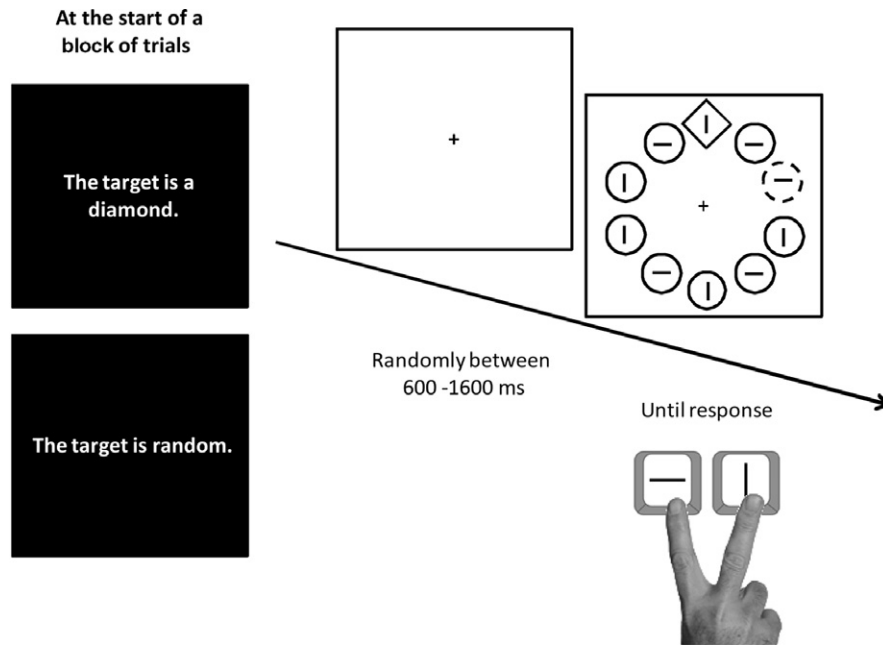 At the start of a
block of trials
The target is a
diamond.
The target is random.
Randomly between
600 -1600 ms
Until response